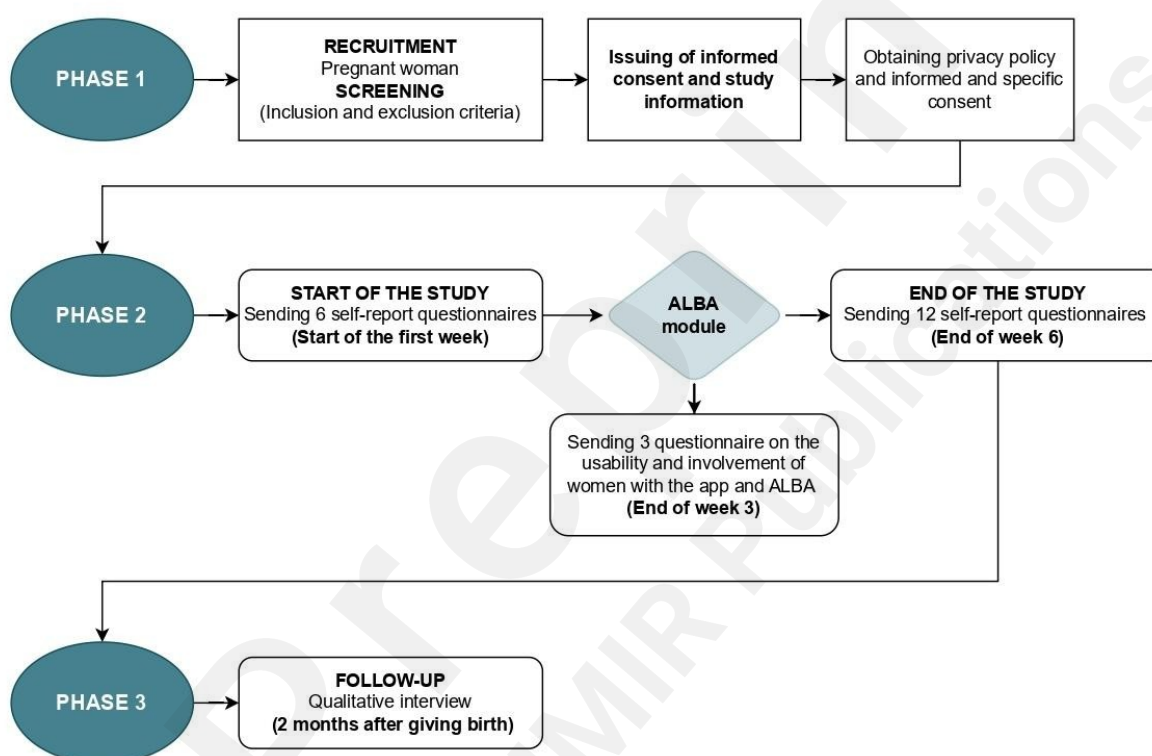 PHASE 1
RECRUITMENT
Pregnant woman
SCREENING
(Inclusion and exclusion criteria)
Issuing of informed
consent and study
information
Obtaining privacy policy
and informed and specific
consent
PHASE 2
START OF THE STUDY
Sending 6 self-report questionnaires
(Start of the first week)
ALBA
module
END OF THE STUDY
Sending 12 self-report questionnaires
(End of week 6)
Sending 3 questionnaire on the
usability and involvement of
women with the app and ALBA
(End of week 3)
PHASE 3
FOLLOW-UP
Qualitative interview
(2 months after giving birth)
Preprin
JMIR Publications